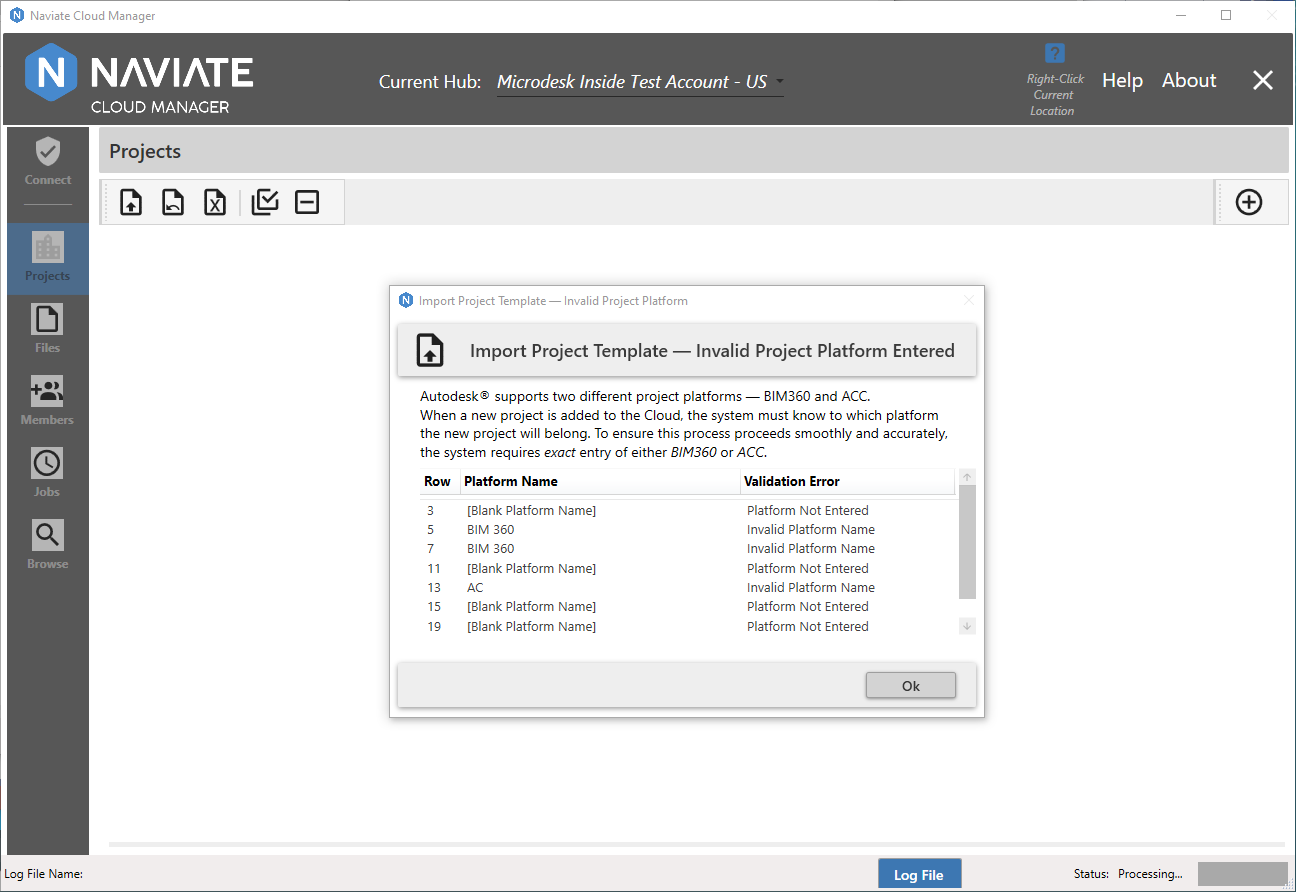 Naviate Cloud Manager
NAVIATE
CLOUD MANAGER
Current Hub: Microdesk Inside Test Account - US
?
Right-Click
Current
Location
Help
About
Connect
Projects
Files
Members
Jobs
Browse
Projects
Import Project Template — Invalid Project Platform
Import Project Template — Invalid Project Platform Entered
Autodesk® supports two different project platforms — BIM360 and ACC.
When a new project is added to the Cloud, the system must know to which platform
the new project will belong. To ensure this process proceeds smoothly and accurately,
the system requires exact entry of either BIM360 or ACC.
Row Platform Name Validation Error
3 [Blank Platform Name] Platform Not Entered
5 BIM 360 Invalid Platform Name
7 BIM 360 Invalid Platform Name
11 [Blank Platform Name] Platform Not Entered
13 AC Invalid Platform Name
15 [Blank Platform Name] Platform Not Entered
19 [Blank Platform Name] Platform Not Entered
Ok
Log File Name:
Log File
Status: Processing...